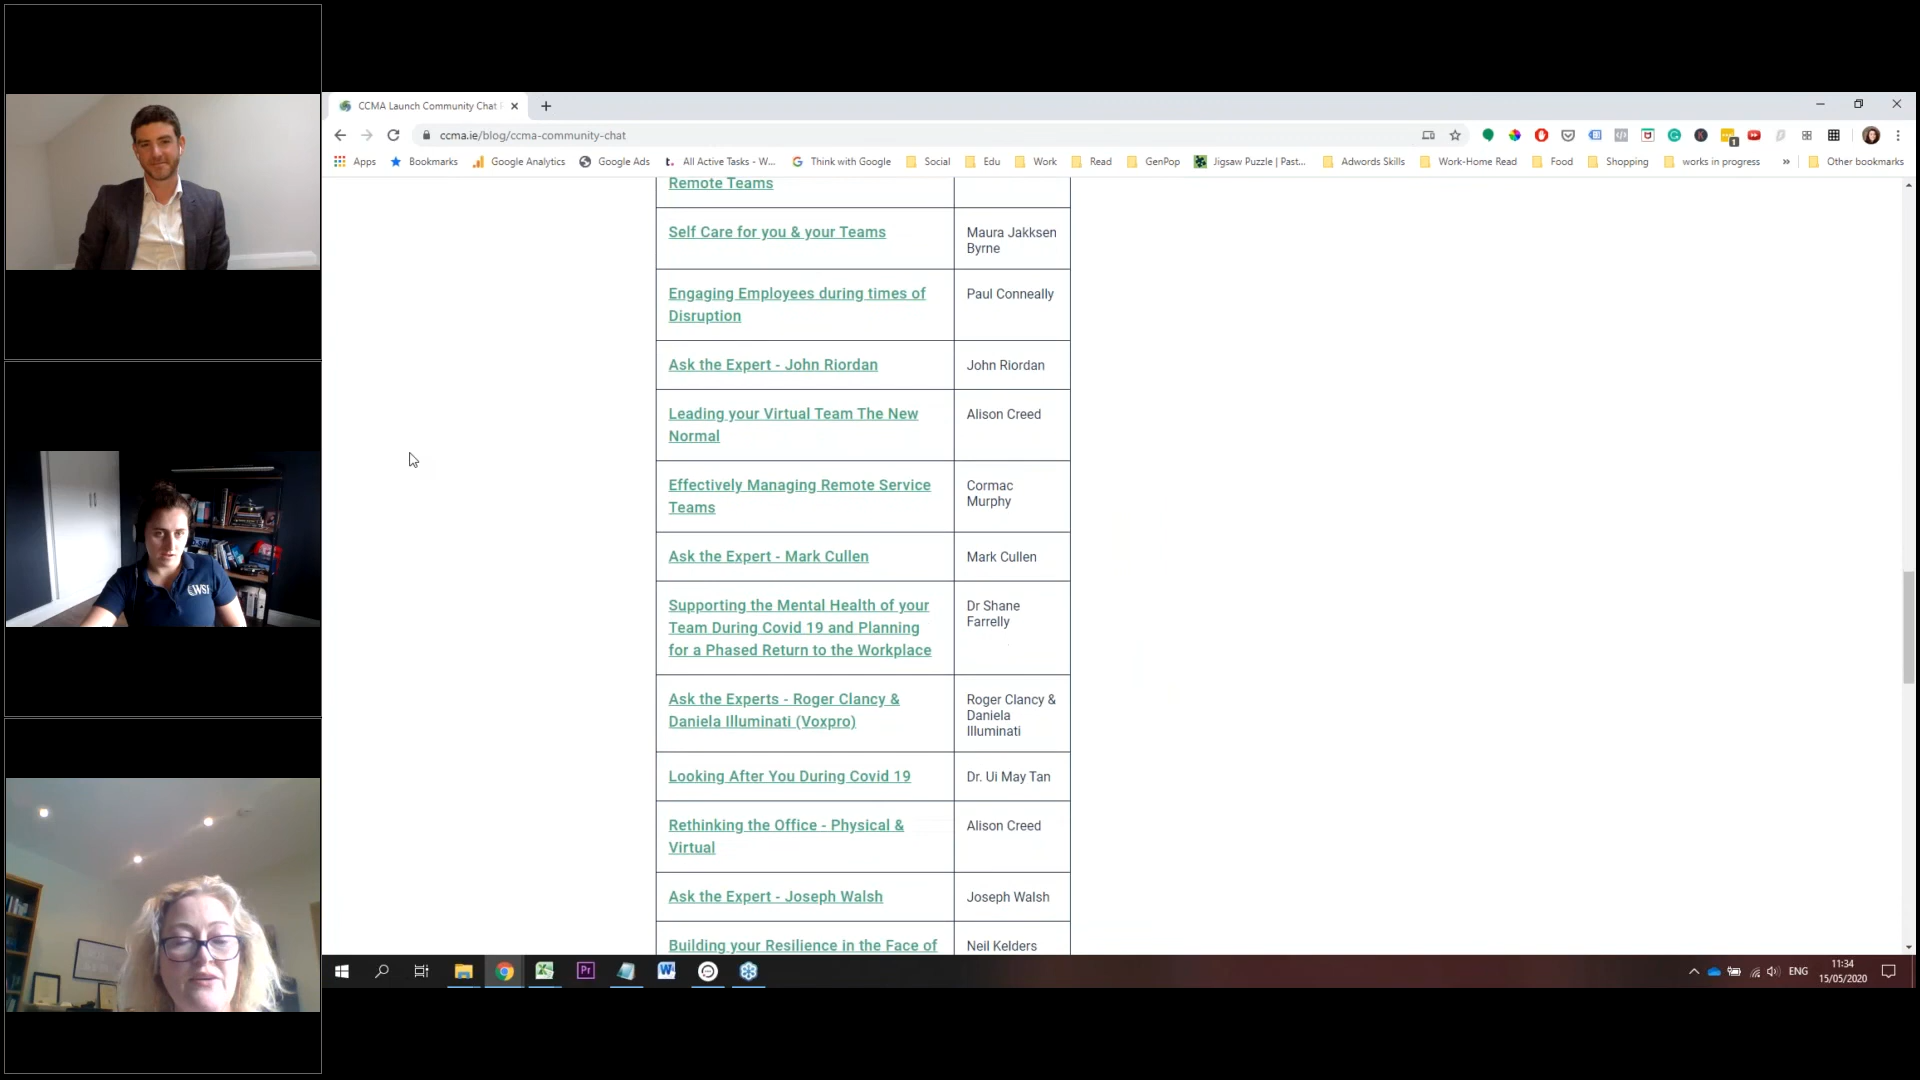 CCMA Launch Community Chat
ccma.ie/blog/ccma-community-chat
Apps
Bookmarks
Google Analytics
Google Ads
All Active Tasks - W...
Think with Google
Social
Edu
Work
Read
GenPop
Jigsaw Puzzle | Past...
Adwords Skills
Work-Home Read
Food
Shopping
works in progress
»
Other bookmarks
Remote Teams
Self Care for you & your Teams
Maura Jakksen
Byrne
Engaging Employees during times of
Disruption
Paul Conneally
Ask the Expert - John Riordan
John Riordan
Leading your Virtual Team The New
Normal
Alison Creed
Effectively Managing Remote Service
Teams
Cormac
Murphy
Ask the Expert - Mark Cullen
Mark Cullen
Supporting the Mental Health of your
Team During Covid 19 and Planning
for a Phased Return to the Workplace
Dr Shane
Farrelly
Ask the Experts - Roger Clancy &
Daniela Illuminati (Voxpro)
Roger Clancy &
Daniela
Illuminati
Looking After You During Covid 19
Dr. Ui May Tan
Rethinking the Office - Physical &
Virtual
Alison Creed
Ask the Expert - Joseph Walsh
Joseph Walsh
Building your Resilience in the Face of
Neil Kelders
Pr
ENG
11:34
15/05/2020